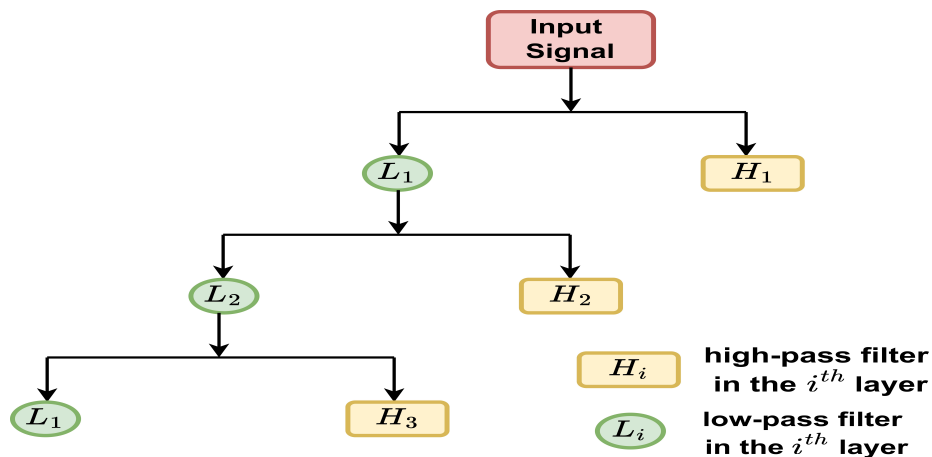 Input
Signal
L₁
H₁
L₂
H₂
L₁
H₃
Hᵢ
high-pass filter
in the iᵗʰ layer
Lᵢ
low-pass filter
in the iᵗʰ layer